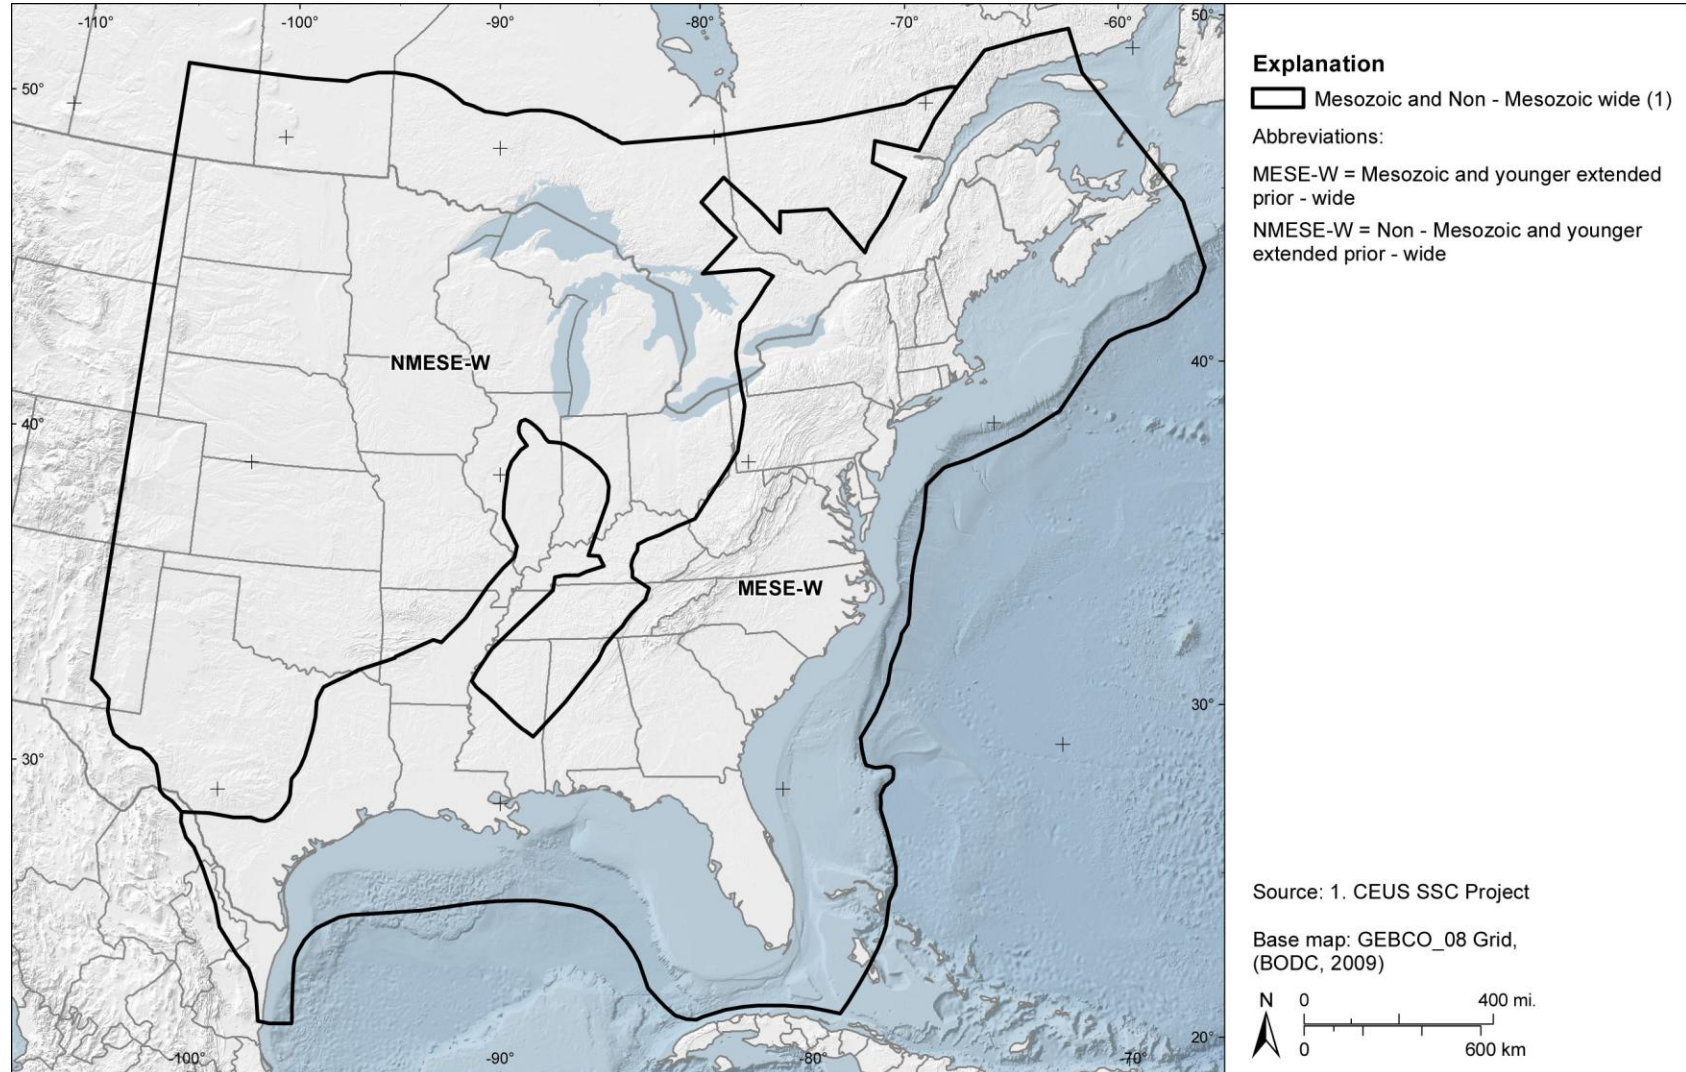 -110° -100° -90° -80° -70° -60° 50°
50°
40°
40°
30°
30°
20°
-100° -90° -80° -70°
NMESE-W
MESE-W
Explanation
Mesozoic and Non - Mesozoic wide (1)
Abbreviations:
MESE-W = Mesozoic and younger extended
prior - wide
NMESE-W = Non - Mesozoic and younger
extended prior - wide
Source: 1. CEUS SSC Project
Base map: GEBCO_08 Grid,
(BODC, 2009)
N 0 400 mi.
0 600 km